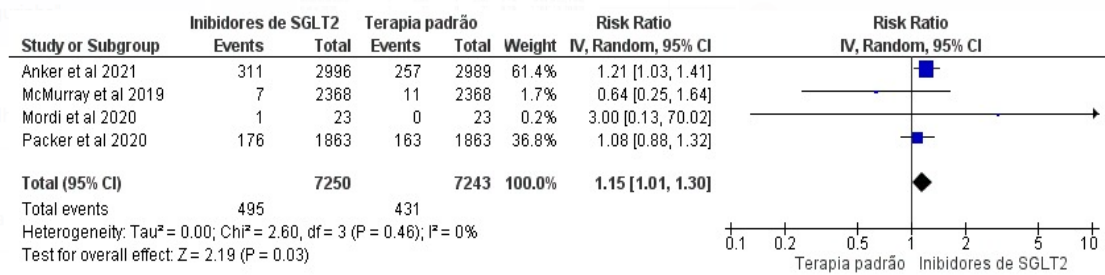 Inibidores de SGLT2 Terapia padrão Risk Ratio Risk Ratio
Study or Subgroup Events Total Events Total Weight IV, Random, 95% CI IV, Random, 95% CI
Anker et al 2021 311 2996 257 2989 61.4% 1.21 [1.03, 1.41]
McMurray et al 2019 7 2368 11 2368 1.7% 0.64 [0.25, 1.64]
Mordi et al 2020 1 23 0 23 0.2% 3.00 [0.13, 70.02]
Packer et al 2020 176 1863 163 1863 36.8% 1.08 [0.88, 1.32]
Total (95% CI) 7250 7243 100.0% 1.15 [1.01, 1.30]
Total events 495 431
Heterogeneity: Tau² = 0.00; Chi² = 2.60, df = 3 (P = 0.46); I² = 0%
Test for overall effect: Z = 2.19 (P = 0.03)
0.1 0.2 0.5 1 2 5 10
Terapia padrão Inibidores de SGLT2